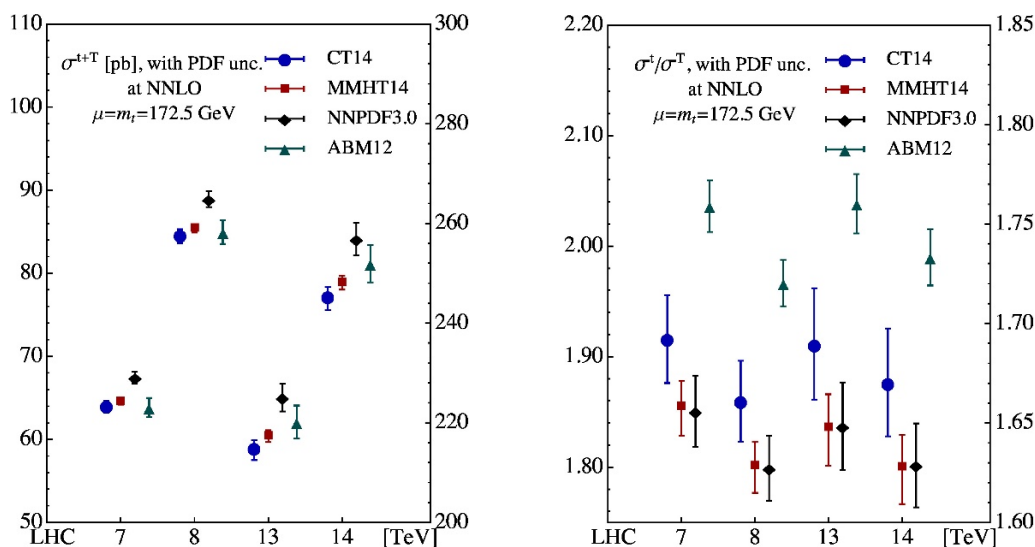 σ^{t+T} [pb], with PDF unc.
at NNLO
μ=m_t=172.5 GeV
CT14
MMHT14
NNPDF3.0
ABM12
110
100
90
80
70
60
50
300
280
260
240
220
200
LHC 7 8 13 14 [TeV]
σ^t/σ^T, with PDF unc.
at NNLO
μ=m_t=172.5 GeV
CT14
MMHT14
NNPDF3.0
ABM12
2.20
2.10
2.00
1.90
1.80
1.85
1.80
1.75
1.70
1.65
1.60
LHC 7 8 13 14 [TeV]